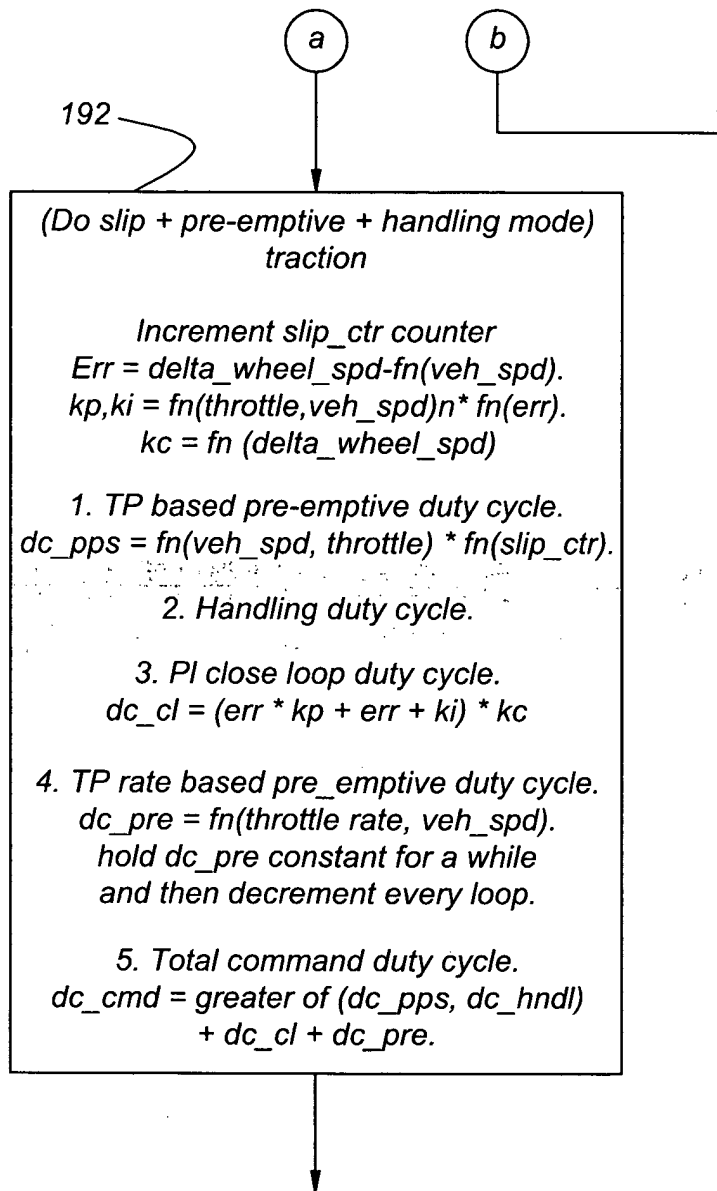 a
b
192
(Do slip + pre-emptive + handling mode)
traction
Increment slip_ctr counter
Err = delta_wheel_spd-fn(veh_spd).
kp,ki = fn(throttle,veh_spd)n* fn(err).
kc = fn (delta_wheel_spd)
1. TP based pre-emptive duty cycle.
dc_pps = fn(veh_spd, throttle) * fn(slip_ctr).
2. Handling duty cycle.
3. PI close loop duty cycle.
dc_cl = (err * kp + err + ki) * kc
4. TP rate based pre_emptive duty cycle.
dc_pre = fn(throttle rate, veh_spd).
hold dc_pre constant for a while
and then decrement every loop.
5. Total command duty cycle.
dc_cmd = greater of (dc_pps, dc_hndl)
+ dc_cl + dc_pre.